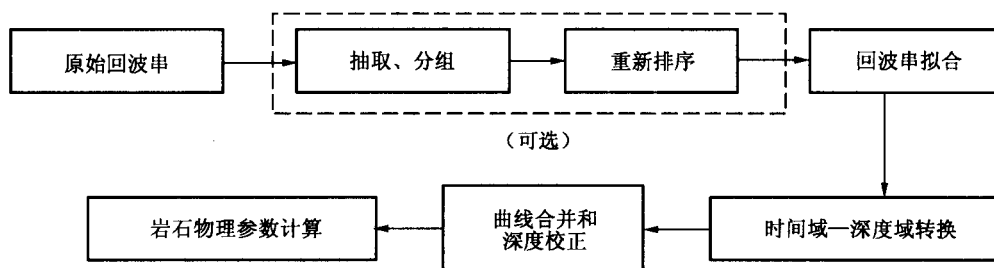 原始回波串
抽取、分组
重新排序
回波串拟合
（可选）
时间域—深度域转换
曲线合并和
深度校正
岩石物理参数计算